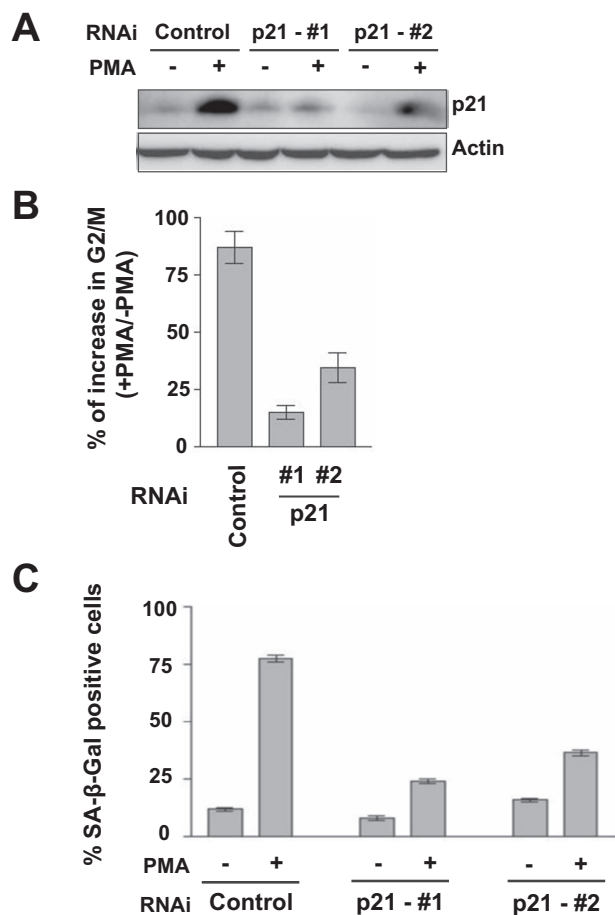 A
RNAi Control p21 - #1 p21 - #2
PMA - + - + - +
p21
Actin
B
% of increase in G2/M
(+PMA/-PMA)
100
75
50
25
0
RNAi Control #1 #2
p21
C
% SA-β-Gal positive cells
100
75
50
25
0
PMA - + - + - +
RNAi Control p21 - #1 p21 - #2